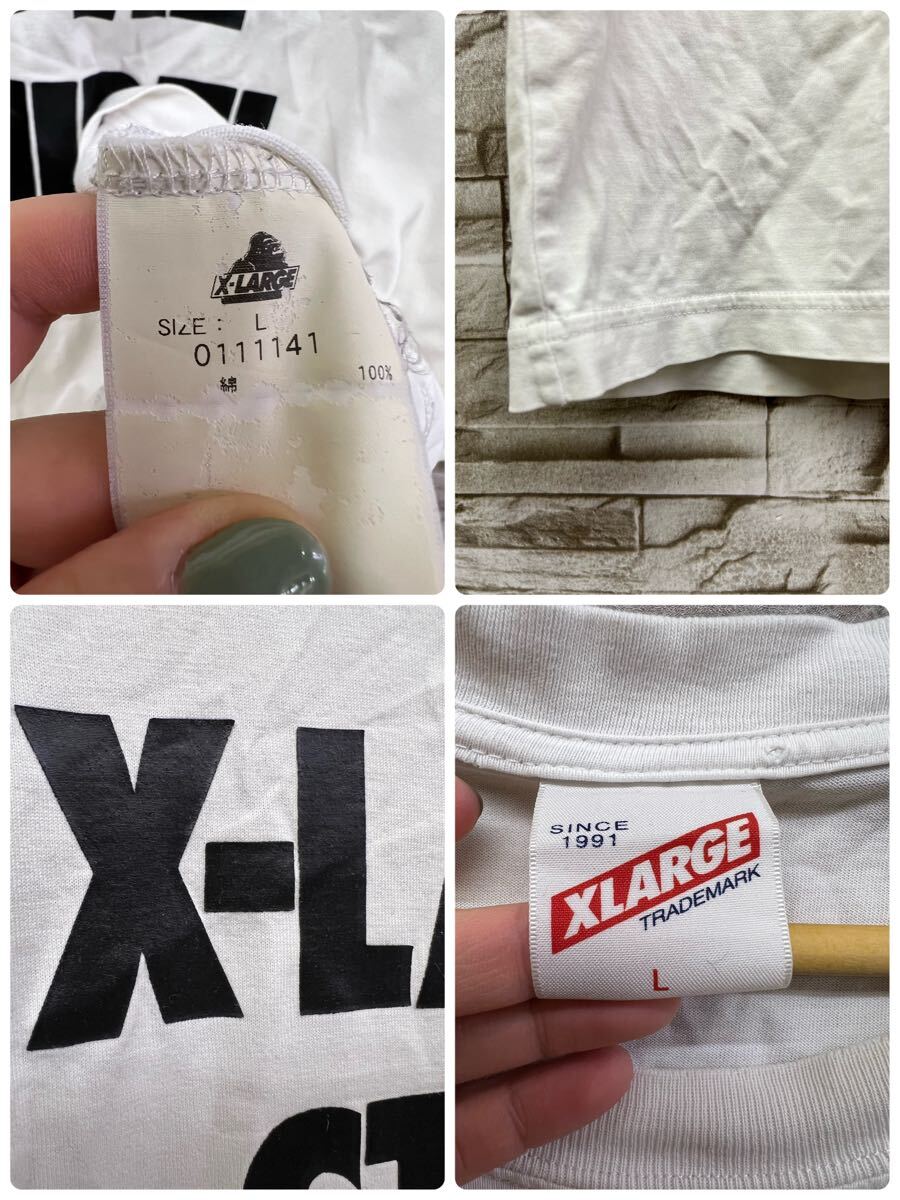 X-LARGE
SIZE : L
0111141
綿 100%
X-L
SINCE
1991
XLARGE
TRADEMARK
L